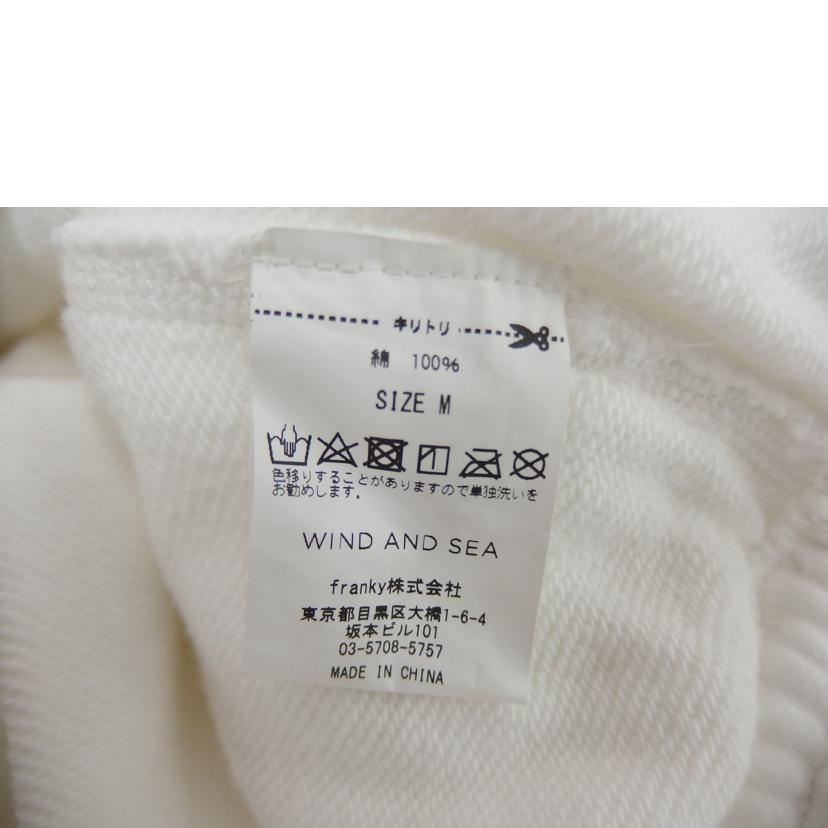 キリトリ
綿 100%
SIZE M
色移りすることがありますので単独洗いを
お勧めします。
WIND AND SEA
franky株式会社
東京都目黒区大橋1-6-4
坂本ビル101
03-5708-5757
MADE IN CHINA